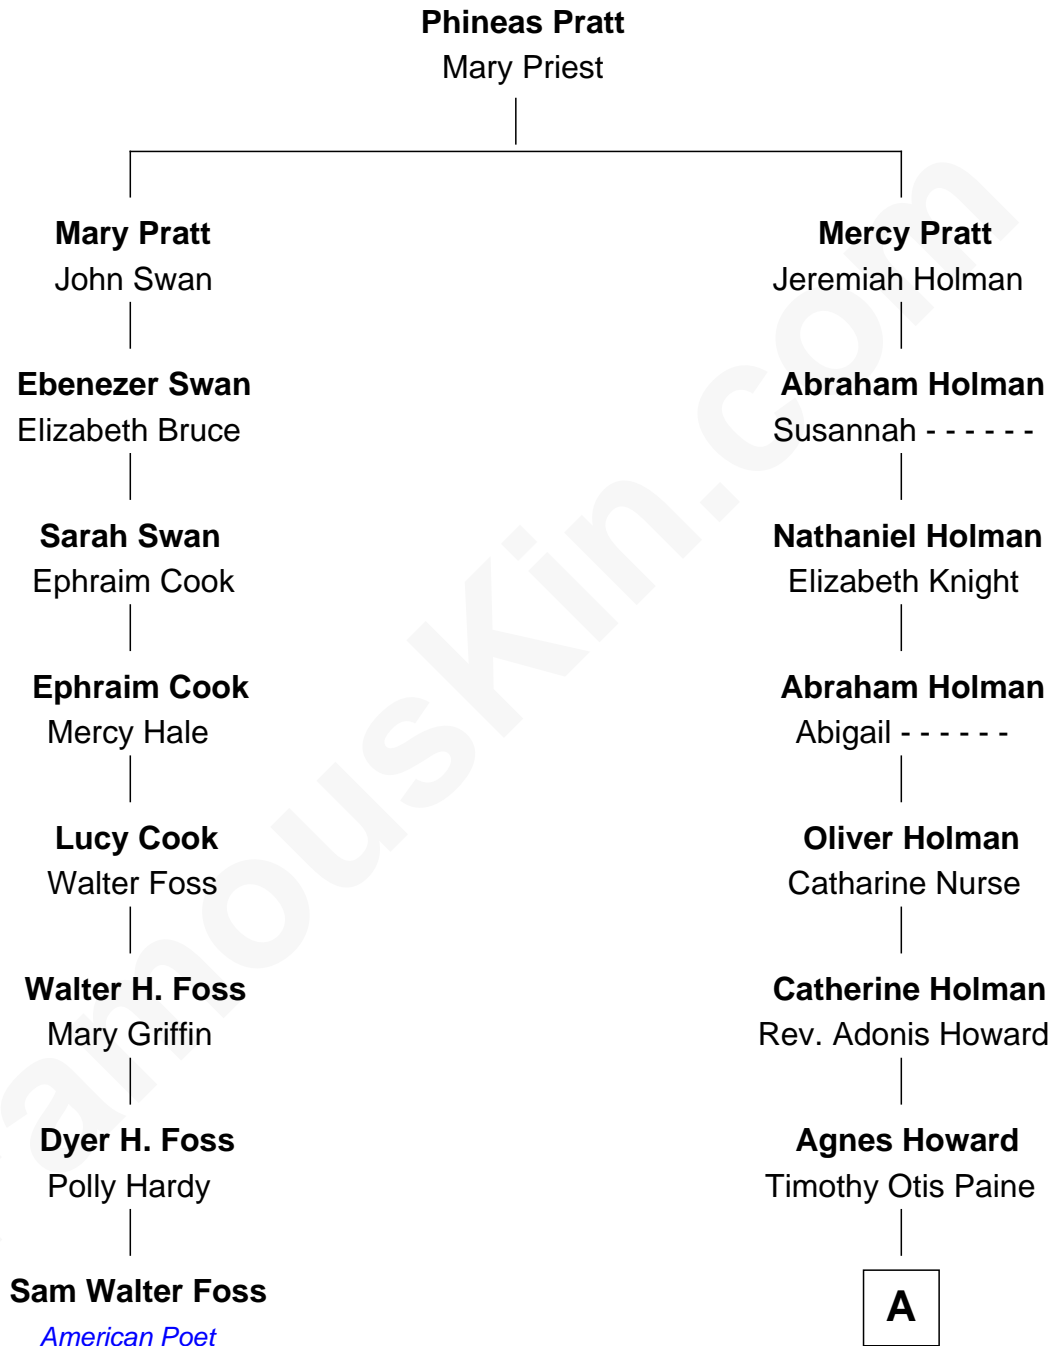 Phineas Pratt
Mary Priest
Mary Pratt
John Swan
Mercy Pratt
Jeremiah Holman
Ebenezer Swan
Elizabeth Bruce
Abraham Holman
Susannah - - - - - -
Sarah Swan
Ephraim Cook
Nathaniel Holman
Elizabeth Knight
Ephraim Cook
Mercy Hale
Abraham Holman
Abigail - - - - - -
Lucy Cook
Walter Foss
Oliver Holman
Catharine Nurse
Walter H. Foss
Mary Griffin
Catherine Holman
Rev. Adonis Howard
Dyer H. Foss
Polly Hardy
Agnes Howard
Timothy Otis Paine
Sam Walter Foss
American Poet
A
amouskin.com